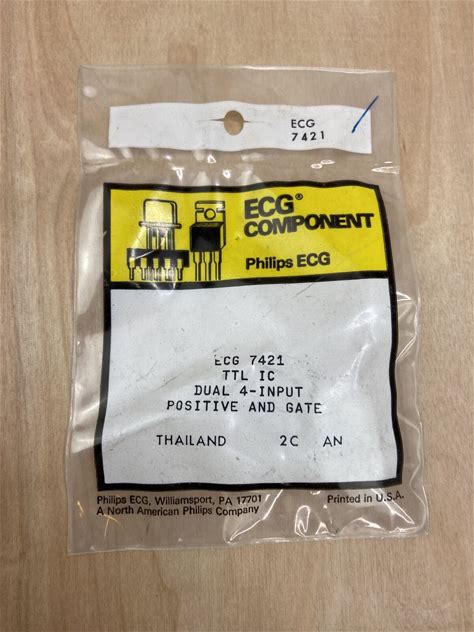 ECG
7421
ECG®
COMPONENT
Philips ECG
ECG 7421
TTL IC
DUAL 4-INPUT
POSITIVE AND GATE
THAILAND 2C AN
Philips ECG, Williamsport, PA 17701
A North American Philips Company
Printed in U.S.A.